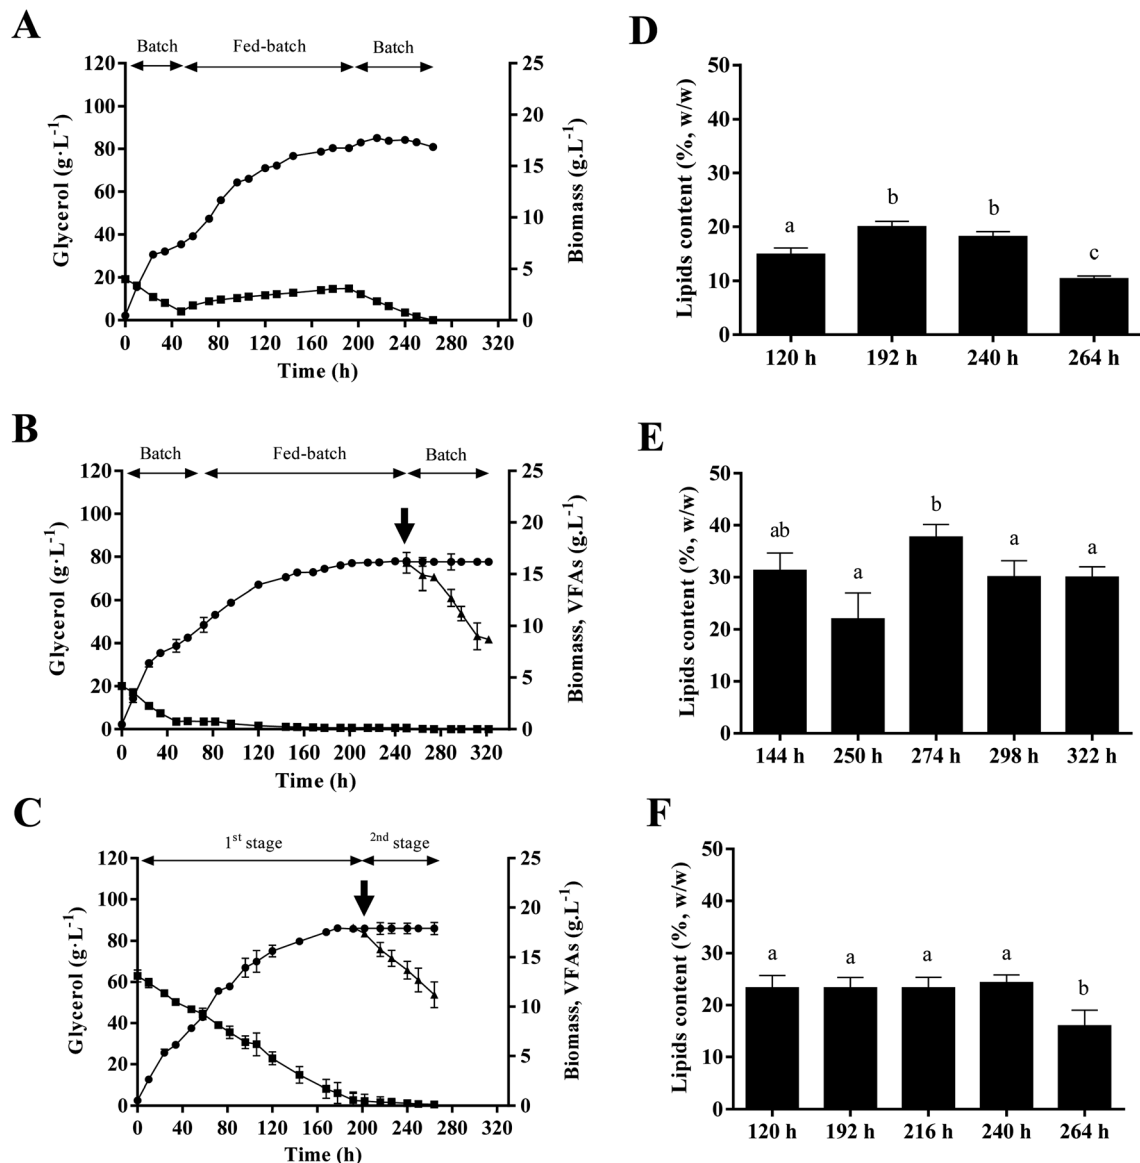 A
Batch Fed-batch Batch
120
100
80
60
40
20
0
Glycerol (g·L⁻¹)
25
20
15
10
5
0
Biomass (g.L⁻¹)
0 40 80 120 160 200 240 280 320
Time (h)
D
50
40
30
20
10
0
Lipids content (%, w/w)
a b b c
120 h 192 h 240 h 264 h
B
Batch Fed-batch Batch
120
100
80
60
40
20
0
Glycerol (g·L⁻¹)
25
20
15
10
5
0
Biomass, VFAs (g.L⁻¹)
0 40 80 120 160 200 240 280 320
Time (h)
E
50
40
30
20
10
0
Lipids content (%, w/w)
ab a b a a
144 h 250 h 274 h 298 h 322 h
C
1st stage 2nd stage
120
100
80
60
40
20
0
Glycerol (g·L⁻¹)
25
20
15
10
5
0
Biomass, VFAs (g.L⁻¹)
0 40 80 120 160 200 240 280 320
Time (h)
F
50
40
30
20
10
0
Lipids content (%, w/w)
a a a a b
120 h 192 h 216 h 240 h 264 h